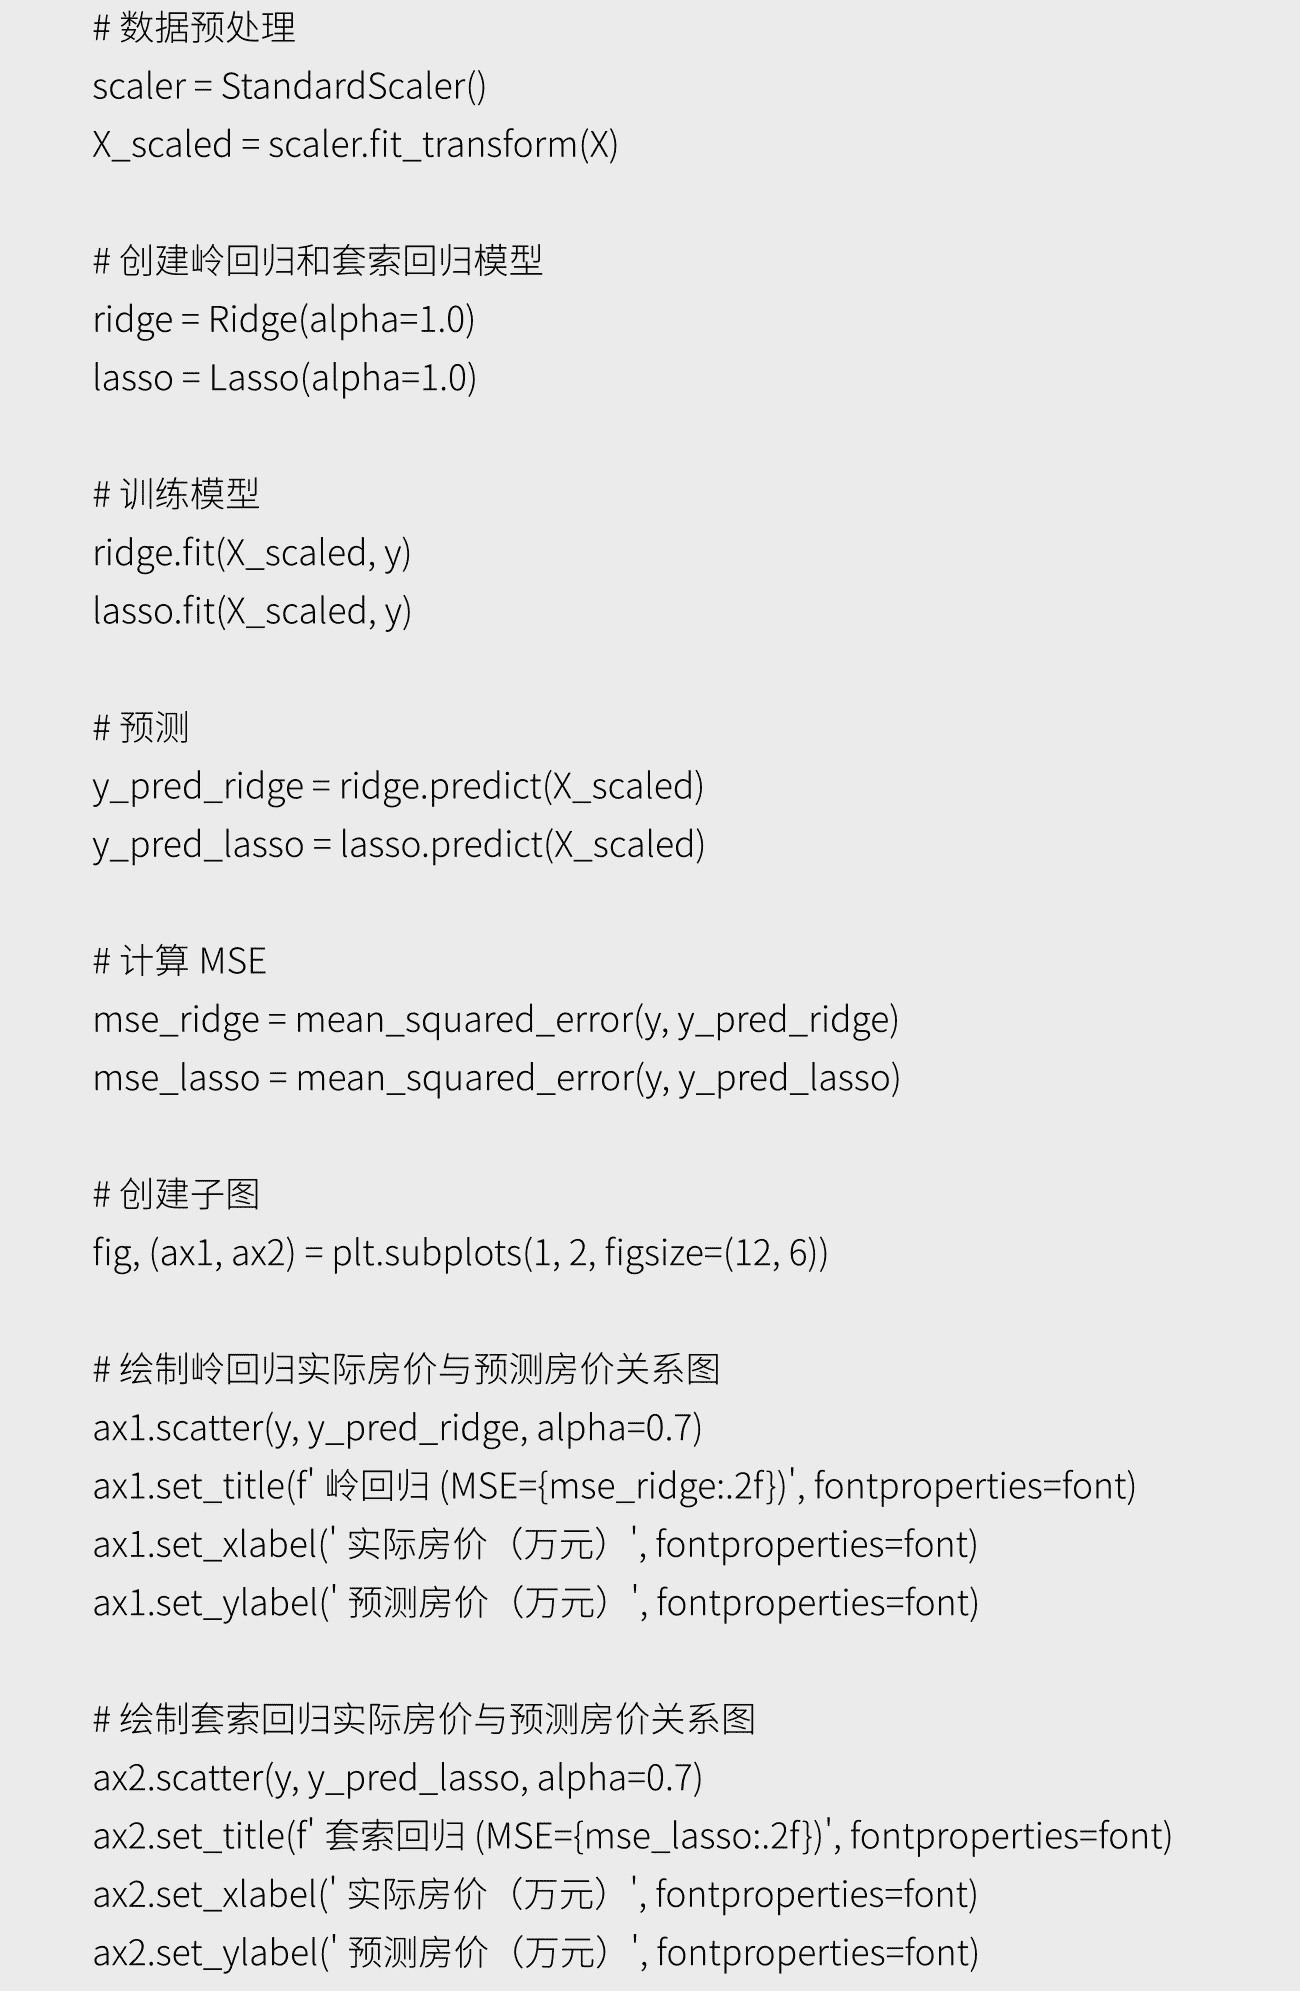 # 数据预处理
scaler = StandardScaler()
X_scaled = scaler.fit_transform(X)
# 创建岭回归和套索回归模型
ridge = Ridge(alpha=1.0)
lasso = Lasso(alpha=1.0)
# 训练模型
ridge.fit(X_scaled, y)
lasso.fit(X_scaled, y)
# 预测
y_pred_ridge = ridge.predict(X_scaled)
y_pred_lasso = lasso.predict(X_scaled)
# 计算 MSE
mse_ridge = mean_squared_error(y, y_pred_ridge)
mse_lasso = mean_squared_error(y, y_pred_lasso)
# 创建子图
fig, (ax1, ax2) = plt.subplots(1, 2, figsize=(12, 6))
# 绘制岭回归实际房价与预测房价关系图
ax1.scatter(y, y_pred_ridge, alpha=0.7)
ax1.set_title(f' 岭回归 (MSE={mse_ridge:.2f})', fontproperties=font)
ax1.set_xlabel(' 实际房价（万元）', fontproperties=font)
ax1.set_ylabel(' 预测房价（万元）', fontproperties=font)
# 绘制套索回归实际房价与预测房价关系图
ax2.scatter(y, y_pred_lasso, alpha=0.7)
ax2.set_title(f' 套索回归 (MSE={mse_lasso:.2f})', fontproperties=font)
ax2.set_xlabel(' 实际房价（万元）', fontproperties=font)
ax2.set_ylabel(' 预测房价（万元）', fontproperties=font)